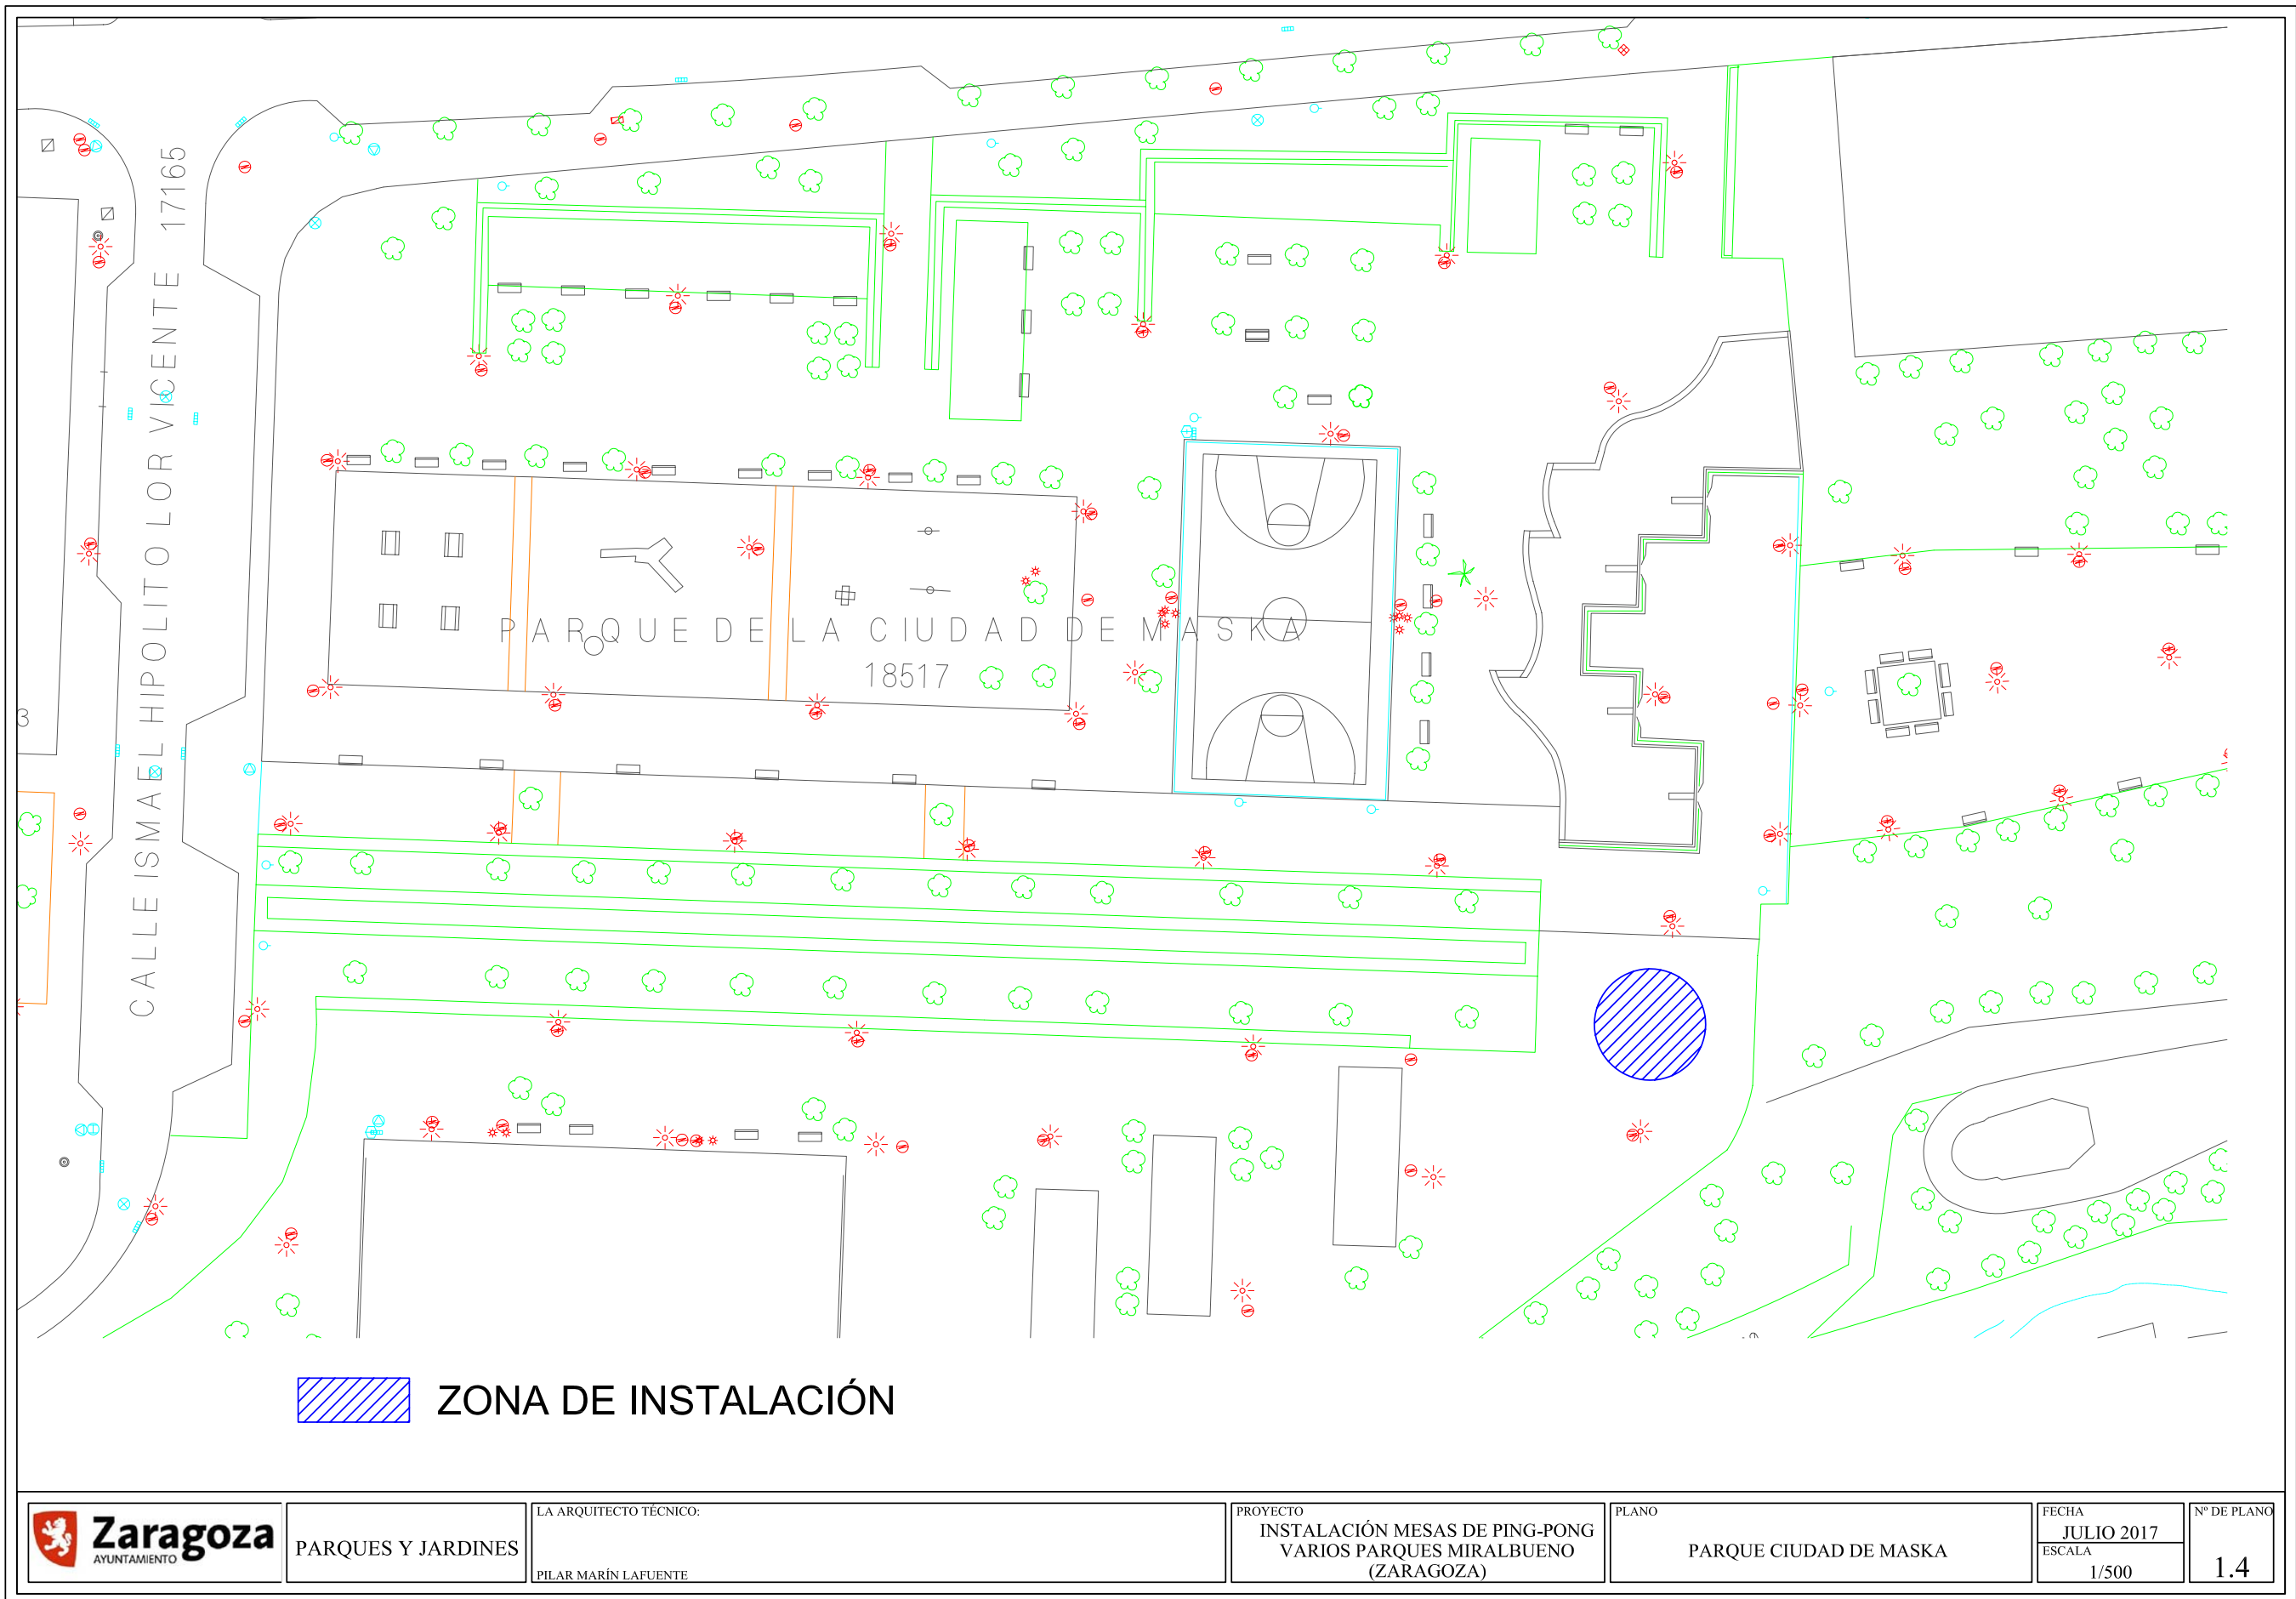 CALLE ISMAEL HIPOLITO LOR VICENTE 17165
3
PARQUE DE LA CIUDAD DE MASKA
18517
ZONA DE INSTALACIÓN
Zaragoza
AYUNTAMIENTO
PARQUES Y JARDINES
LA ARQUITECTO TÉCNICO:
PILAR MARÍN LAFUENTE
PROYECTO
INSTALACIÓN MESAS DE PING-PONG
VARIOS PARQUES MIRALBUENO
(ZARAGOZA)
PLANO
PARQUE CIUDAD DE MASKA
FECHA
JULIO 2017
ESCALA
1/500
Nº DE PLANO
1.4